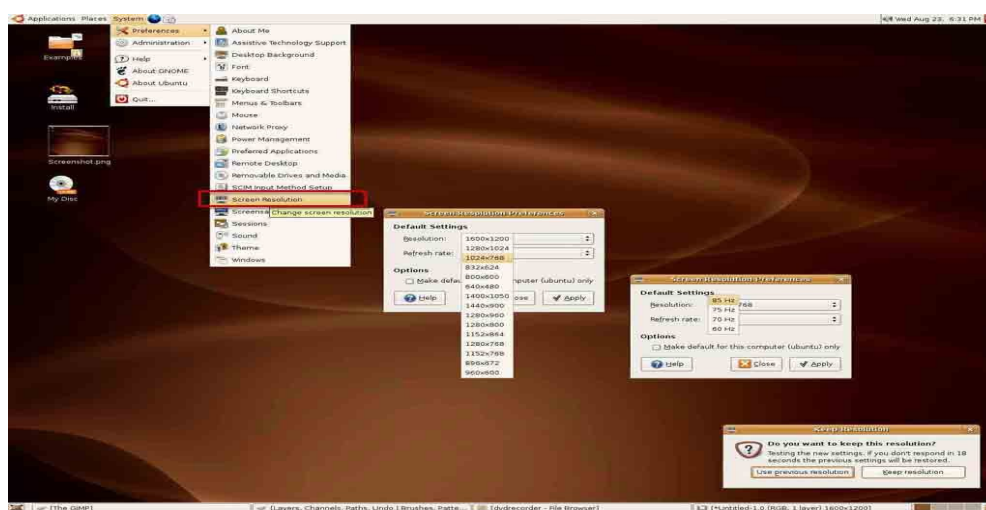 Applications Places System
Wed Aug 23, 6:31 PM
Preferences
Administration
Help
About GNOME
About Ubuntu
Quit...
About Me
Assistive Technology Support
Desktop Background
Font
Keyboard
Keyboard Shortcuts
Menus & Toolbars
Mouse
Network Proxy
Power Management
Preferred Applications
Remote Desktop
Removable Drives and Media
SCIM Input Method Setup
Screen Resolution
Screensa
Change screen resolution
Sessions
Sound
Theme
Windows
Examples
Install
Screenshot.png
My Disc
Screen Resolution Preferences
Default Settings
Resolution:
Refresh rate:
Options
Make defau
puter (ubuntu) only
Help
ose
Apply
1600x1200
1280x1024
1024x768
832x624
800x600
640x480
1400x1050
1440x900
1280x960
1280x800
1152x864
1280x768
1152x768
896x672
960x600
Screen Resolution Preferences
Default Settings
Resolution:
768
Refresh rate:
85 Hz
75 Hz
70 Hz
60 Hz
Options
Make default for this computer (ubuntu) only
Help
Close
Apply
Keep Resolution
Do you want to keep this resolution?
Testing the new settings. If you don't respond in 18
seconds the previous settings will be restored.
Use previous resolution
Keep resolution
[The GIMP]
[Layers, Channels, Paths, Undo | Brushes, Patte...
[dvdrecorder - File Browser]
[*Untitled-1.0 (RGB, 1 layer) 1600x1200]